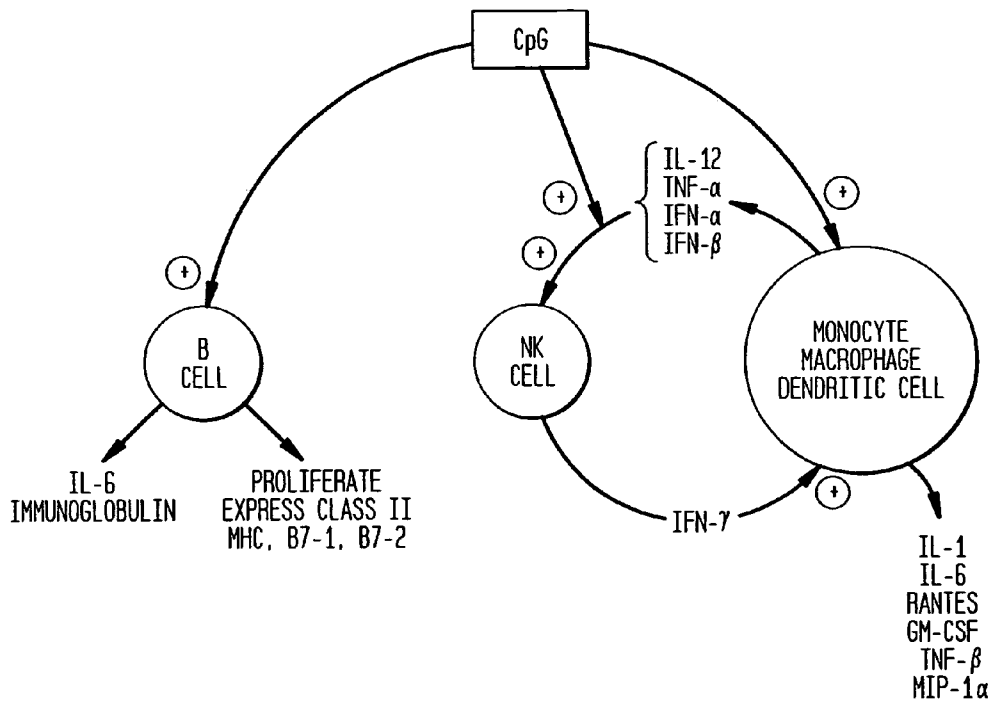 CpG
IL-12
TNF-α
IFN-α
IFN-β
+
+
+
+
B
CELL
NK
CELL
MONOCYTE
MACROPHAGE
DENDRITIC CELL
IL-6
IMMUNOGLOBULIN
PROLIFERATE
EXPRESS CLASS II
MHC, B7-1, B7-2
IFN-γ
+
IL-1
IL-6
RANTES
GM-CSF
TNF-β
MIP-1α